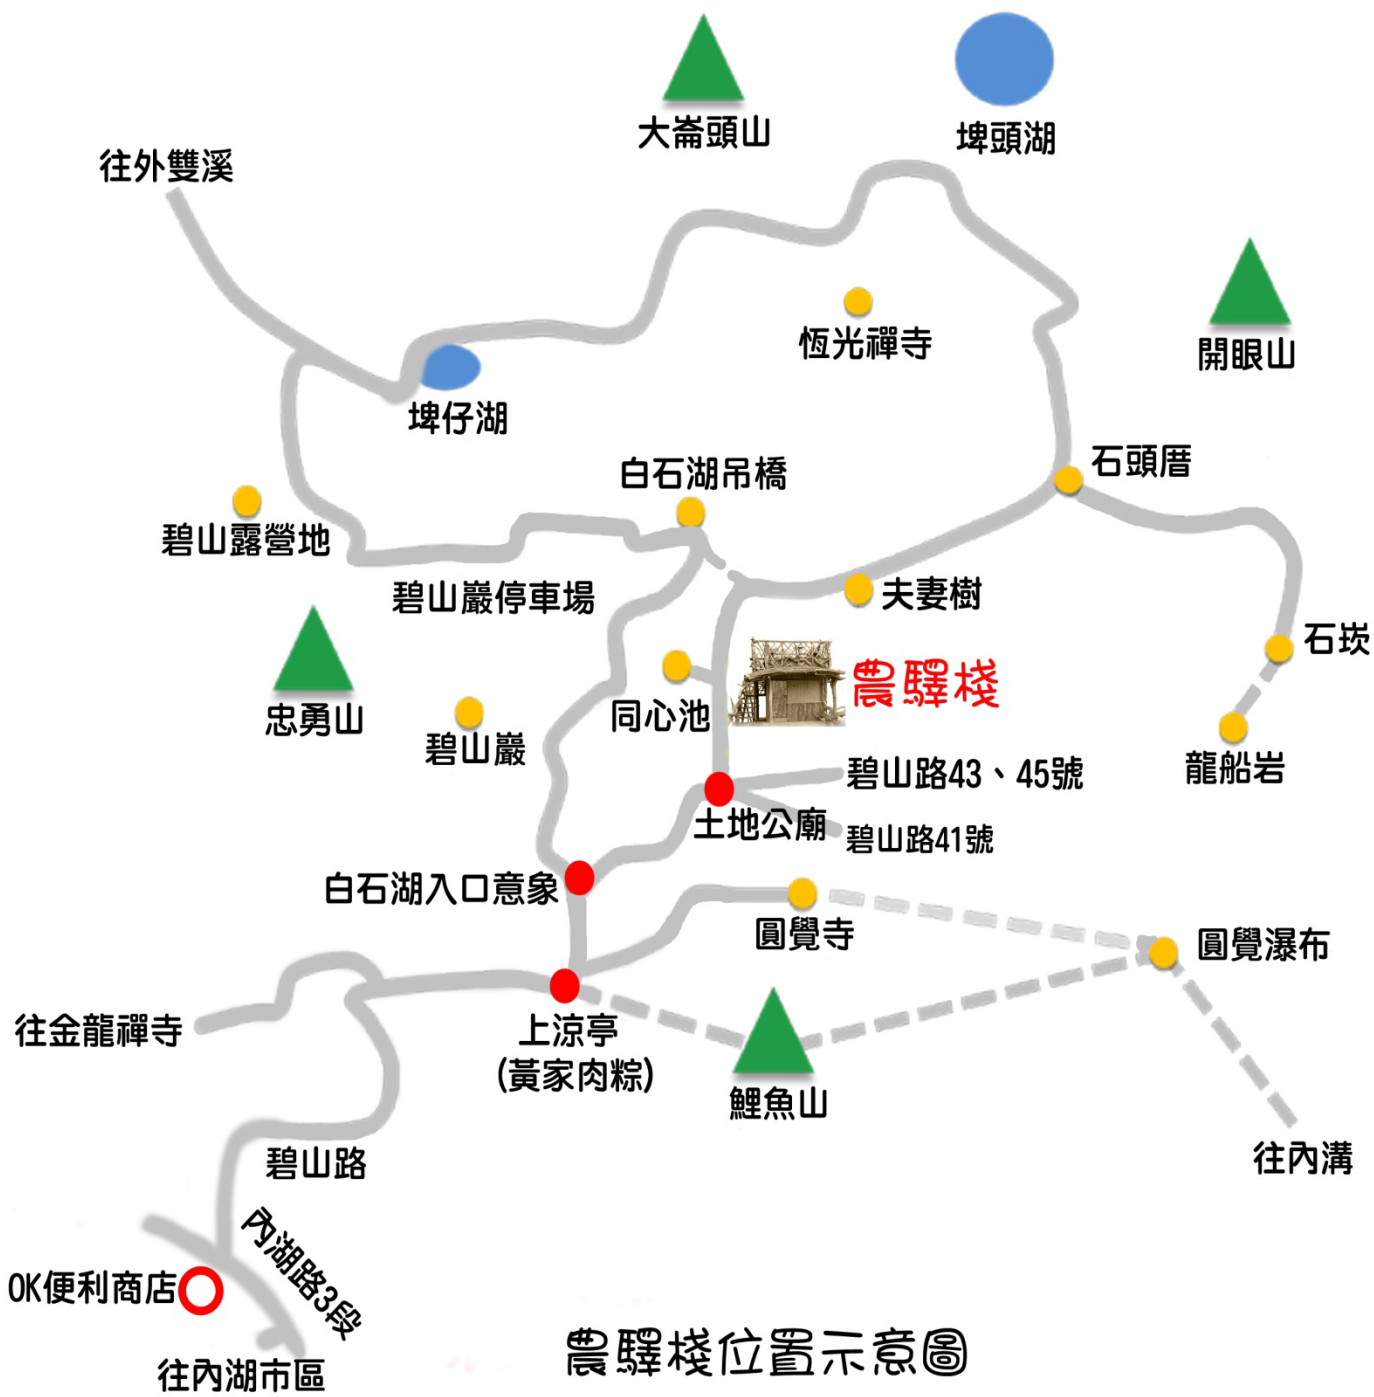 大崙頭山
埤頭湖
往外雙溪
恆光禪寺
開眼山
埤仔湖
白石湖吊橋
石頭厝
碧山露營地
碧山巖停車場
夫妻樹
石崁
農驛棧
忠勇山
同心池
碧山巖
龍船岩
碧山路43、45號
土地公廟
碧山路41號
白石湖入口意象
圓覺寺
圓覺瀑布
往金龍禪寺
上涼亭
(黃家肉粽)
鯉魚山
往內溝
碧山路
內湖路3段
OK便利商店
往內湖市區
農驛棧位置示意圖